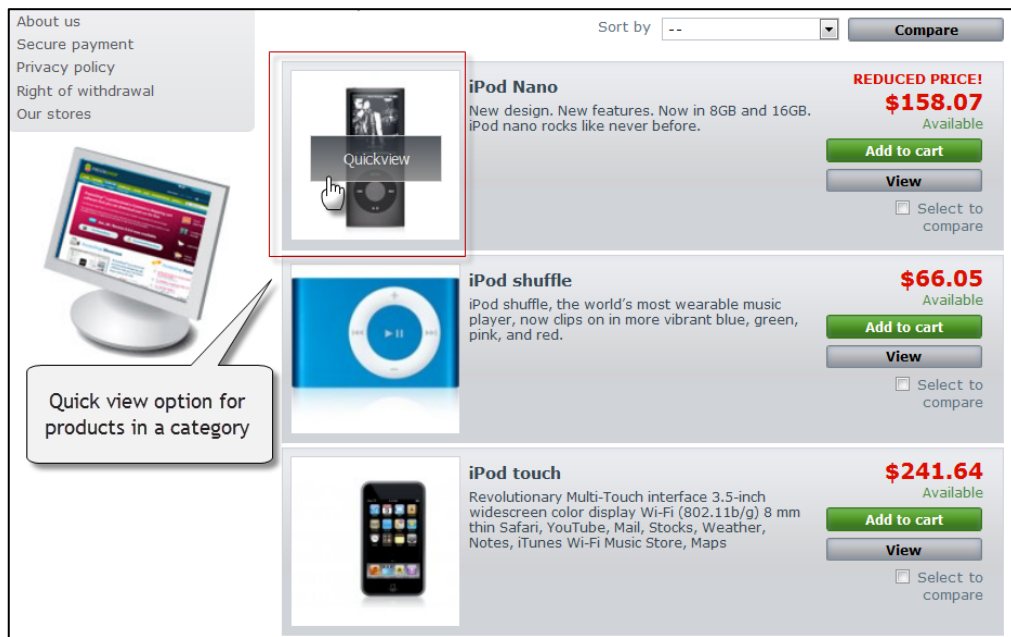 About us
Secure payment
Privacy policy
Right of withdrawal
Our stores
Sort by
--
Compare
Quickview
iPod Nano
New design. New features. Now in 8GB and 16GB.
iPod nano rocks like never before.
REDUCED PRICE!
$158.07
Available
Add to cart
View
Select to
compare
iPod shuffle
iPod shuffle, the world's most wearable music
player, now clips on in more vibrant blue, green,
pink, and red.
$66.05
Available
Add to cart
View
Select to
compare
Quick view option for
products in a category
iPod touch
Revolutionary Multi-Touch interface 3.5-inch
widescreen color display Wi-Fi (802.11b/g) 8 mm
thin Safari, YouTube, Mail, Stocks, Weather,
Notes, iTunes Wi-Fi Music Store, Maps
$241.64
Available
Add to cart
View
Select to
compare